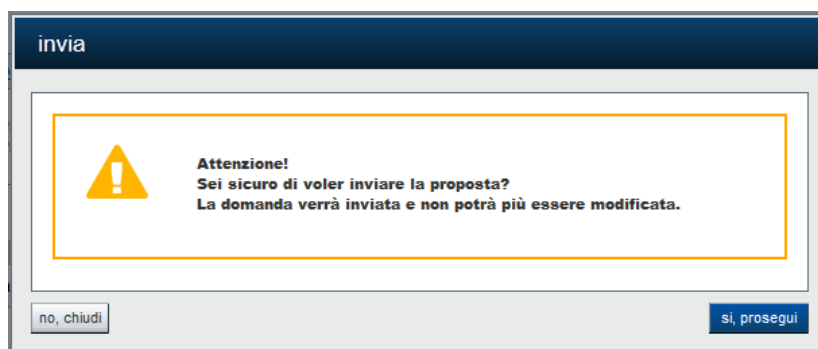 invia
Attenzione!
Sei sicuro di voler inviare la proposta?
La domanda verrà inviata e non potrà più essere modificata.
no, chiudi
si, prosegui